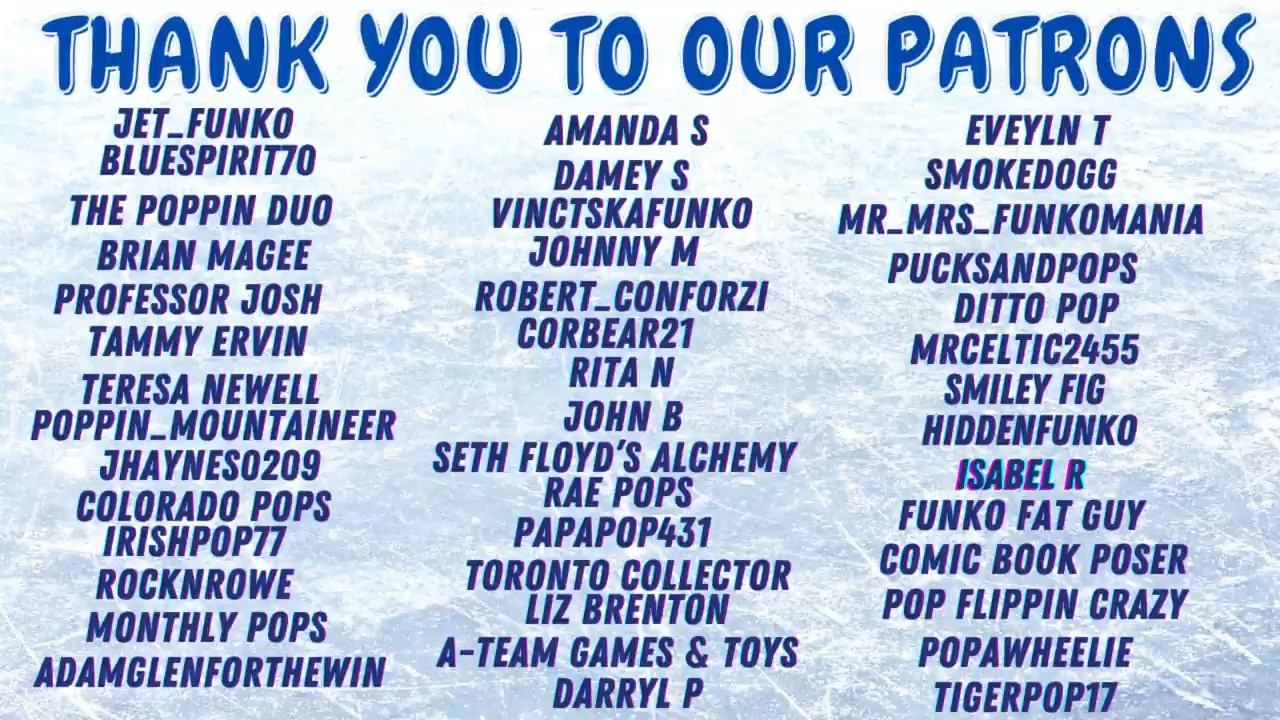 THANK YOU TO OUR PATRONS
JET_FUNKO
BLUESPIRIT70
THE POPPIN DUO
BRIAN MAGEE
PROFESSOR JOSH
TAMMY ERVIN
TERESA NEWELL
POPPIN_MOUNTAINEER
JHAYNES0209
COLORADO POPS
IRISHPOP77
ROCKNROWE
MONTHLY POPS
ADAMGLENFORTHEWIN
AMANDA S
DAMEY S
VINCTSKAFUNKO
JOHNNY M
ROBERT_CONFORZI
CORBEAR21
RITA N
JOHN B
SETH FLOYD'S ALCHEMY
RAE POPS
PAPAPOP431
TORONTO COLLECTOR
LIZ BRENTON
A-TEAM GAMES & TOYS
DARRYL P
EVEYLN T
SMOKEDOGG
MR_MRS_FUNKOMANIA
PUCKSANDPOPS
DITTO POP
MRCELTIC2455
SMILEY FIG
HIDDENFUNKO
ISABEL R
FUNKO FAT GUY
COMIC BOOK POSER
POP FLIPPIN CRAZY
POPAWHEELIE
TIGERPOP17